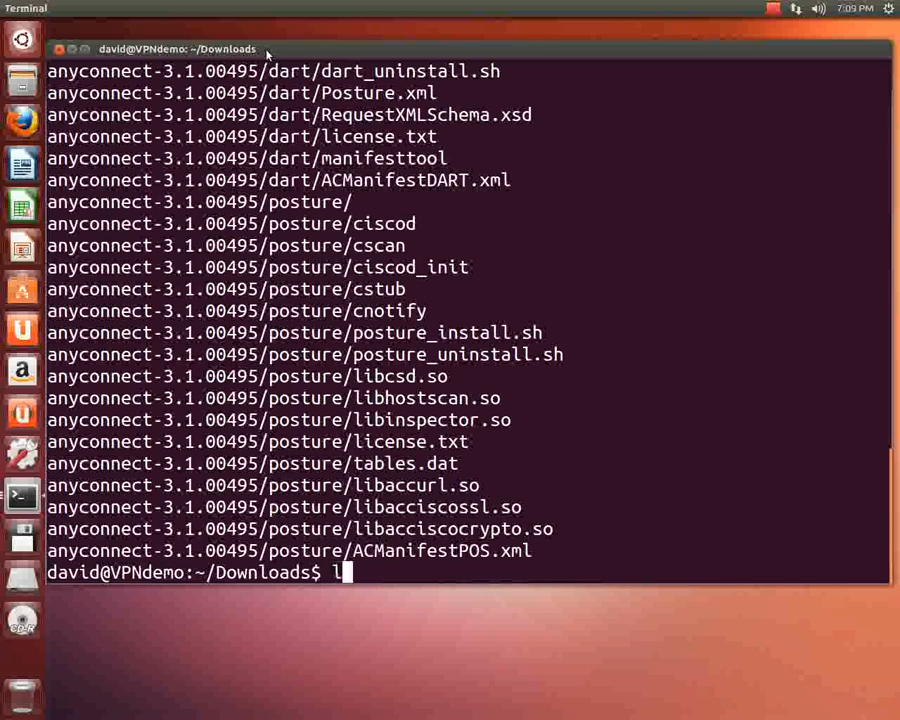 Terminal
7:09 PM
david@VPNdemo: ~/Downloads
anyconnect-3.1.00495/dart/dart_uninstall.sh
anyconnect-3.1.00495/dart/Posture.xml
anyconnect-3.1.00495/dart/RequestXMLSchema.xsd
anyconnect-3.1.00495/dart/license.txt
anyconnect-3.1.00495/dart/manifesttool
anyconnect-3.1.00495/dart/ACManifestDART.xml
anyconnect-3.1.00495/posture/
anyconnect-3.1.00495/posture/ciscod
anyconnect-3.1.00495/posture/cscan
anyconnect-3.1.00495/posture/ciscod_init
anyconnect-3.1.00495/posture/cstub
anyconnect-3.1.00495/posture/cnotify
anyconnect-3.1.00495/posture/posture_install.sh
anyconnect-3.1.00495/posture/posture_uninstall.sh
anyconnect-3.1.00495/posture/libcsd.so
anyconnect-3.1.00495/posture/libhostscan.so
anyconnect-3.1.00495/posture/libinspector.so
anyconnect-3.1.00495/posture/license.txt
anyconnect-3.1.00495/posture/tables.dat
anyconnect-3.1.00495/posture/libaccurl.so
anyconnect-3.1.00495/posture/libacciscossl.so
anyconnect-3.1.00495/posture/libacciscocrypto.so
anyconnect-3.1.00495/posture/ACManifestPOS.xml
david@VPNdemo:~/Downloads$ l